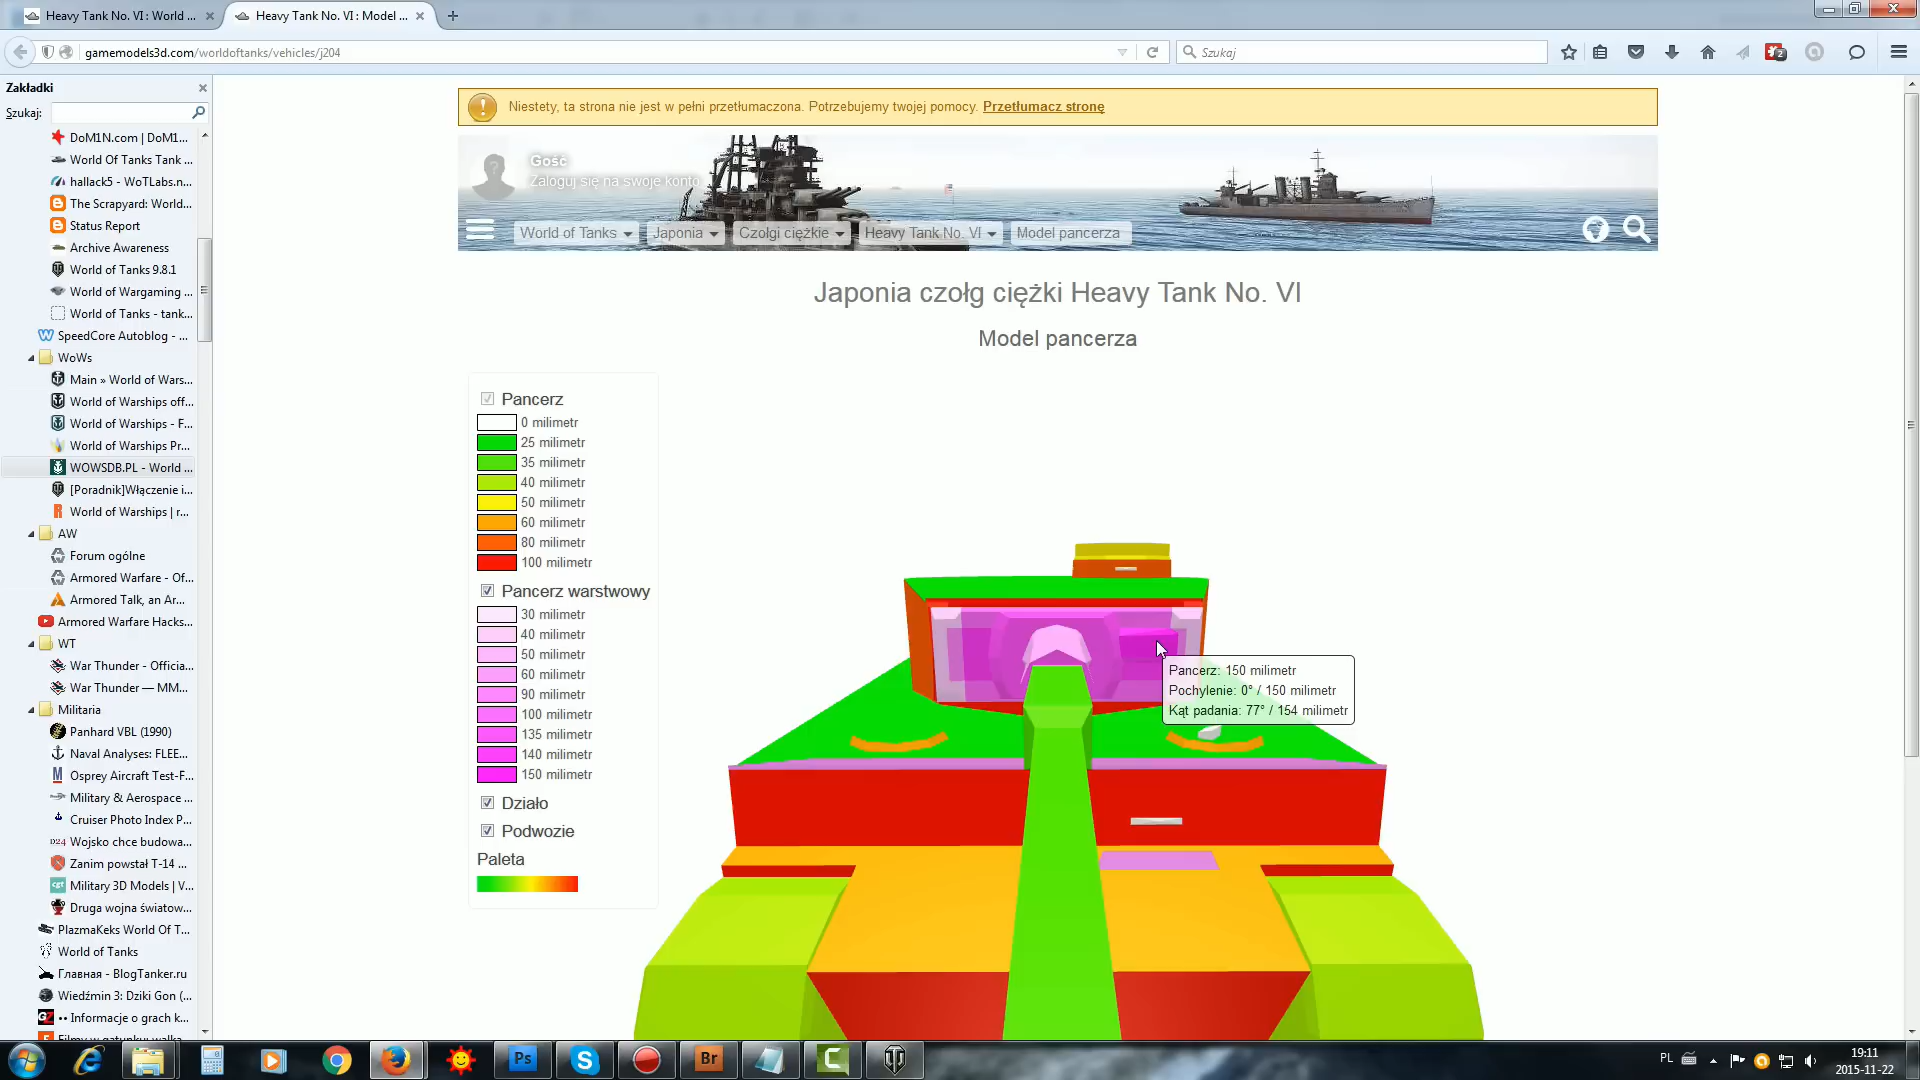 Heavy Tank No. VI : World ...
Heavy Tank No. VI : Model ...
gamemodels3d.com/worldoftanks/vehicles/j204
Szukaj
2
Zakładki
Szukaj:
DoM1N.com | DoM1...
World Of Tanks Tank ...
hallack5 - WoTLabs.n...
The Scrapyard: World...
Status Report
Archive Awareness
World of Tanks 9.8.1
World of Wargaming ...
World of Tanks - tank...
SpeedCore Autoblog - ...
WoWs
Main » World of Wars...
World of Warships off...
World of Warships - F...
World of Warships Pr...
WOWSDB.PL - World ...
[Poradnik]Włączenie i...
World of Warships | r...
AW
Forum ogólne
Armored Warfare - Of...
Armored Talk, an Ar...
Armored Warfare Hacks...
WT
War Thunder - Officia...
War Thunder — MM...
Militaria
Panhard VBL (1990)
Naval Analyses: FLEE...
Osprey Aircraft Test-F...
Military & Aerospace ...
Cruiser Photo Index P...
Wojsko chce budowa...
Zanim powstał T-14 ...
Military 3D Models | V...
Druga wojna światow...
PlazmaKeks World Of T...
World of Tanks
Главная - BlogTanker.ru
Wiedźmin 3: Dziki Gon (...
•• Informacje o grach k...
Filmy w gatunku: walka
Niestety, ta strona nie jest w pełni przetłumaczona. Potrzebujemy twojej pomocy. Przetłumacz stronę
Gość
Zaloguj się na swoje konto
World of Tanks
Japonia
Czołgi ciężkie
Heavy Tank No. VI
Model pancerza
Japonia czołg ciężki Heavy Tank No. VI
Model pancerza
Pancerz
0 milimetr
25 milimetr
35 milimetr
40 milimetr
50 milimetr
60 milimetr
80 milimetr
100 milimetr
Pancerz warstwowy
30 milimetr
40 milimetr
50 milimetr
60 milimetr
90 milimetr
100 milimetr
135 milimetr
140 milimetr
150 milimetr
Działo
Podwozie
Paleta
Pancerz: 150 milimetr
Pochylenie: 0° / 150 milimetr
Kąt padania: 77° / 154 milimetr
Ps
Br
PL
19:11
2015-11-22